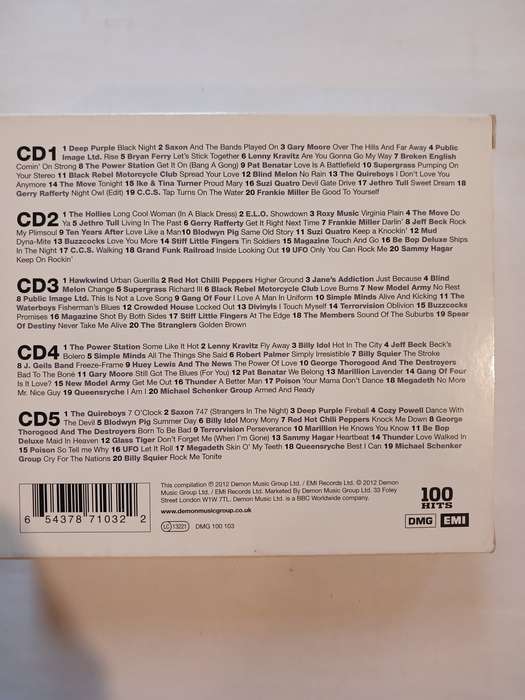 CD1 1 Deep Purple Black Night 2 Saxon And The Bands Played On 3 Gary Moore Over The Hills And Far Away 4 Public
Image Ltd. Rise 5 Bryan Ferry Let's Stick Together 6 Lenny Kravitz Are You Gonna Go My Way 7 Broken English
Comin' On Strong 8 The Power Station Get It On (Bang A Gong) 9 Pat Benatar Love Is A Battlefield 10 Supergrass Pumping On
Your Stereo 11 Black Rebel Motorcycle Club Spread Your Love 12 Blind Melon No Rain 13 The Quireboys I Don't Love You
Anymore 14 The Move Tonight 15 Ike & Tina Turner Proud Mary 16 Suzi Quatro Devil Gate Drive 17 Jethro Tull Sweet Dream 18
Gerry Rafferty Night Owl (Edit) 19 C.C.S. Tap Turns On The Water 20 Frankie Miller Be Good To Yourself
CD2 1 The Hollies Long Cool Woman (In A Black Dress) 2 E.L.O. Showdown 3 Roxy Music Virginia Plain 4 The Move Do
Ya 5 Jethro Tull Living In The Past 6 Gerry Rafferty Get It Right Next Time 7 Frankie Miller Darlin' 8 Jeff Beck Rock
My Plimsoul 9 Ten Years After Love Like a Man 10 Blodwyn Pig Same Old Story 11 Suzi Quatro Keep a Knockin' 12 Mud
Dyna-Mite 13 Buzzcocks Love You More 14 Stiff Little Fingers Tin Soldiers 15 Magazine Touch And Go 16 Be Bop Deluxe Ships
In The Night 17 C.C.S. Walking 18 Grand Funk Railroad Inside Looking Out 19 UFO Only You Can Rock Me 20 Sammy Hagar
Keep On Rockin'
CD3 1 Hawkwind Urban Guerilla 2 Red Hot Chili Peppers Higher Ground 3 Jane's Addiction Just Because 4 Blind
Melon Change 5 Supergrass Richard III 6 Black Rebel Motorcycle Club Love Burns 7 New Model Army No Rest
8 Public Image Ltd. This Is Not a Love Song 9 Gang Of Four I Love A Man In Uniform 10 Simple Minds Alive And Kicking 11 The
Waterboys Fisherman's Blues 12 Crowded House Locked Out 13 Divinyls I Touch Myself 14 Terrorvision Oblivion 15 Buzzcocks
Promises 16 Magazine Shot By Both Sides 17 Stiff Little Fingers At The Edge 18 The Members Sound Of The Suburbs 19 Spear
Of Destiny Never Take Me Alive 20 The Stranglers Golden Brown
CD4 1 The Power Station Some Like It Hot 2 Lenny Kravitz Fly Away 3 Billy Idol Hot In The City 4 Jeff Beck Beck's
Bolero 5 Simple Minds All The Things She Said 6 Robert Palmer Simply Irresistible 7 Billy Squier The Stroke
8 J. Geils Band Freeze-Frame 9 Huey Lewis And The News The Power Of Love 10 George Thorogood And The Destroyers
Bad To The Bone 11 Gary Moore Still Got The Blues (For You) 12 Pat Benatar We Belong 13 Marillion Lavender 14 Gang Of Four
Is It Love? 15 New Model Army Get Me Out 16 Thunder A Better Man 17 Poison Your Mama Don't Dance 18 Megadeth No More
Mr. Nice Guy 19 Queensryche I Am I 20 Michael Schenker Group Armed And Ready
CD5 1 The Quireboys 7 O'Clock 2 Saxon 747 (Strangers In The Night) 3 Deep Purple Fireball 4 Cozy Powell Dance With
The Devil 5 Blodwyn Pig Summer Day 6 Billy Idol Mony Mony 7 Red Hot Chili Peppers Knock Me Down 8 George
Thorogood And The Destroyers Born To Be Bad 9 Terrorvision Perseverance 10 Marillion He Knows You Know 11 Be Bop
Deluxe Maid In Heaven 12 Glass Tiger Don't Forget Me (When I'm Gone) 13 Sammy Hagar Heartbeat 14 Thunder Love Walked In
15 Poison So Tell me Why 16 UFO Let It Roll 17 Megadeth Skin O' My Teeth 18 Queensryche Best I Can 19 Michael Schenker
Group Cry For The Nations 20 Billy Squier Rock Me Tonite
This compilation ℗ 2012 Demon Music Group Ltd. / EMI Records Ltd. © 2012 Demon
Music Group Ltd. / EMI Records Ltd. Marketed By Demon Music Group Ltd. 33 Foley
Street London W1W 7TL. Demon Music Ltd. is a BBC Worldwide company.
www.demonmusicgroup.co.uk
LC 13221 DMG 100 103
6 54378 71032 2
100
HITS
DMG EMI